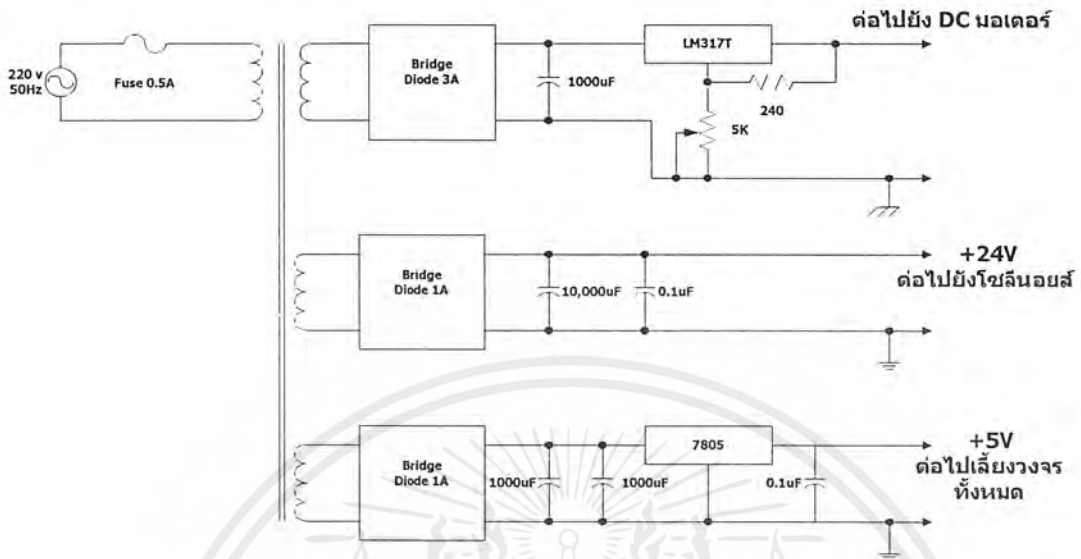 ต่อไปยัง DC มอเตอร์
220 v
50Hz
Fuse 0.5A
Bridge
Diode 3A
1000uF
LM317T
240
5K
Bridge
Diode 1A
10,000uF
0.1uF
+24V
ต่อไปยังโซลีนอยส์
Bridge
Diode 1A
1000uF
1000uF
7805
0.1uF
+5V
ต่อไปเลี้ยงวงจร
ทั้งหมด